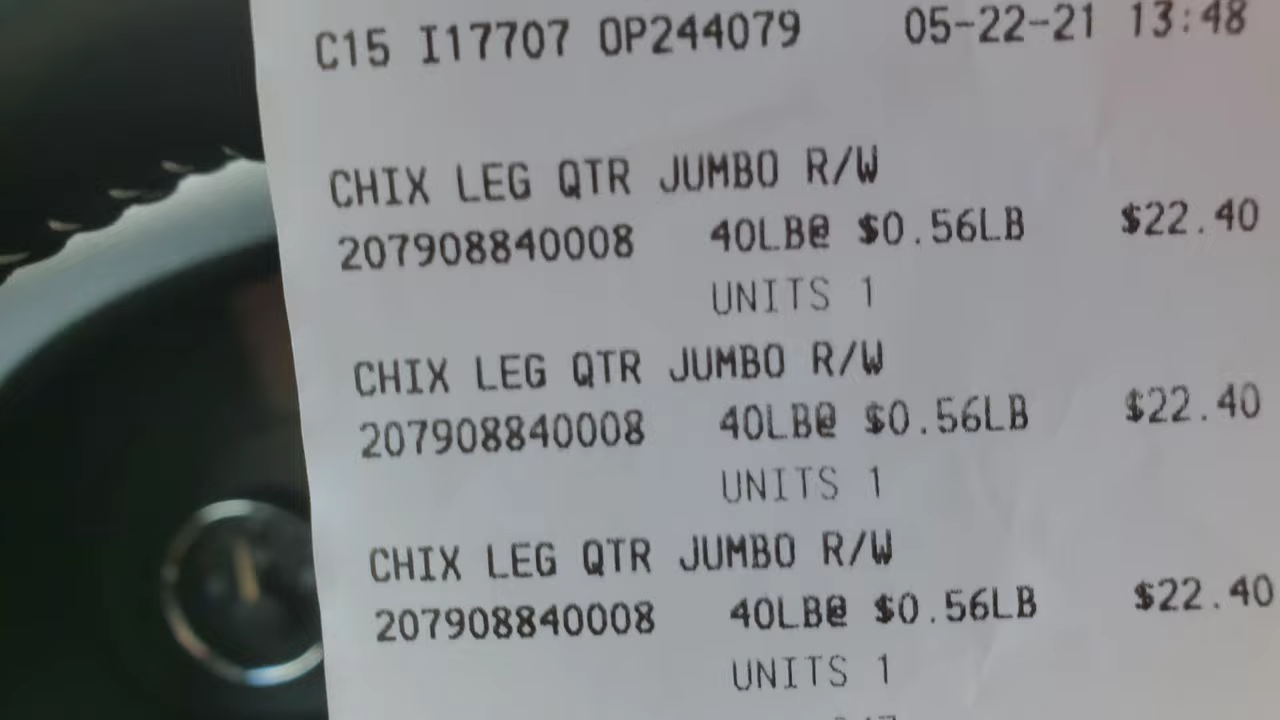 C15 I17707 OP244079 05-22-21 13:48
CHIX LEG QTR JUMBO R/W
207908840008 40LB@ $0.56LB $22.40
UNITS 1
CHIX LEG QTR JUMBO R/W
207908840008 40LB@ $0.56LB $22.40
UNITS 1
CHIX LEG QTR JUMBO R/W
207908840008 40LB@ $0.56LB $22.40
UNITS 1